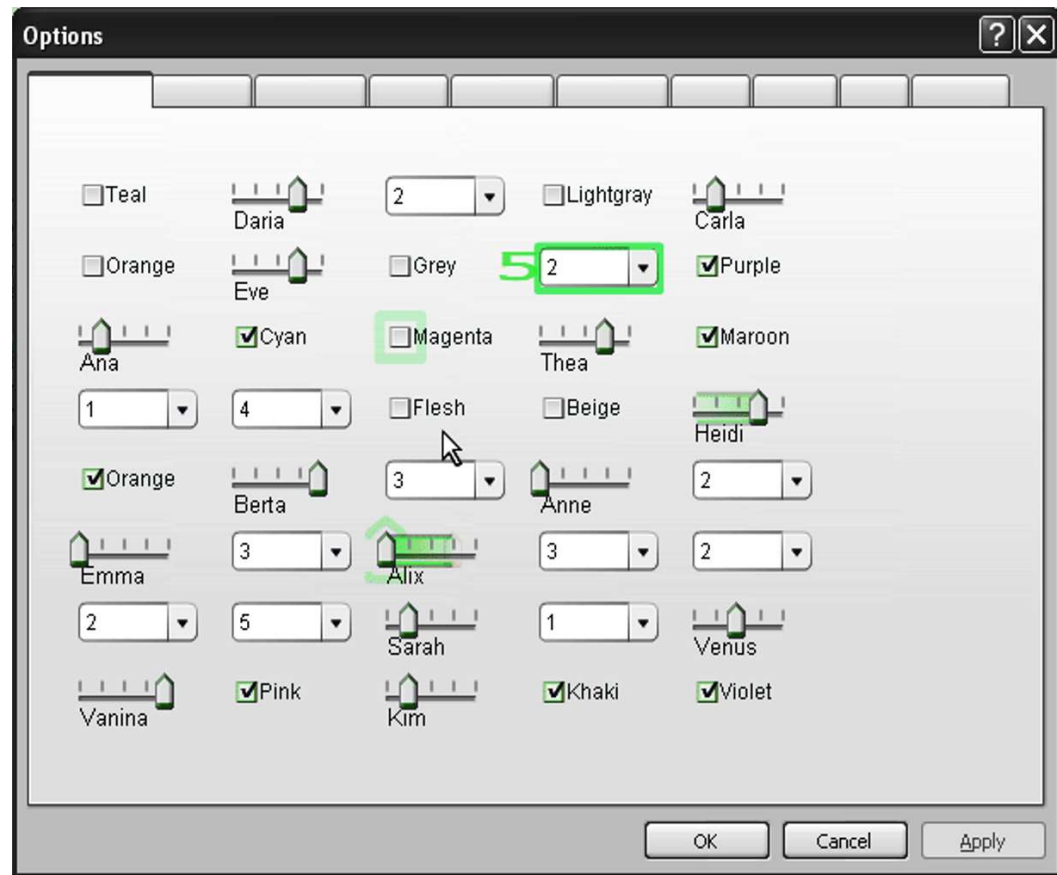 Options
Teal
Daria
2
Lightgray
Carla
Orange
Eve
Grey
5
2
Purple
Ana
Cyan
Magenta
Thea
Maroon
1
4
Flesh
Beige
Heidi
Orange
Berta
3
Anne
2
Emma
3
Alix
3
2
2
5
Sarah
1
Venus
Vanina
Pink
Kim
Khaki
Violet
OK
Cancel
Apply